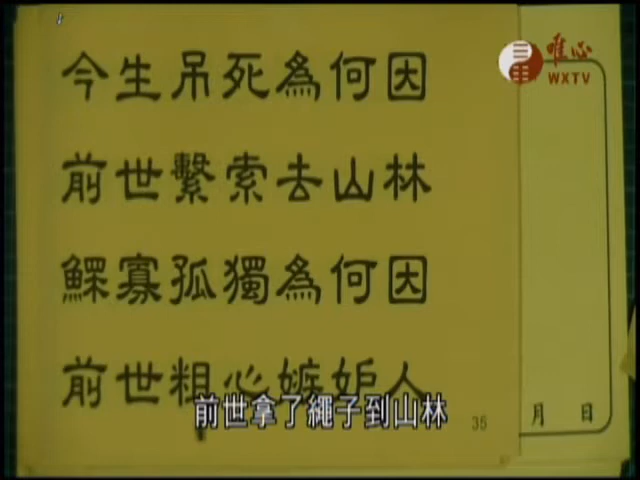 唯心
WXTV
今生吊死為何因
前世繫索去山林
鰥寡孤獨為何因
前世粗心嫉妒人
前世拿了繩子到山林
35
月 日